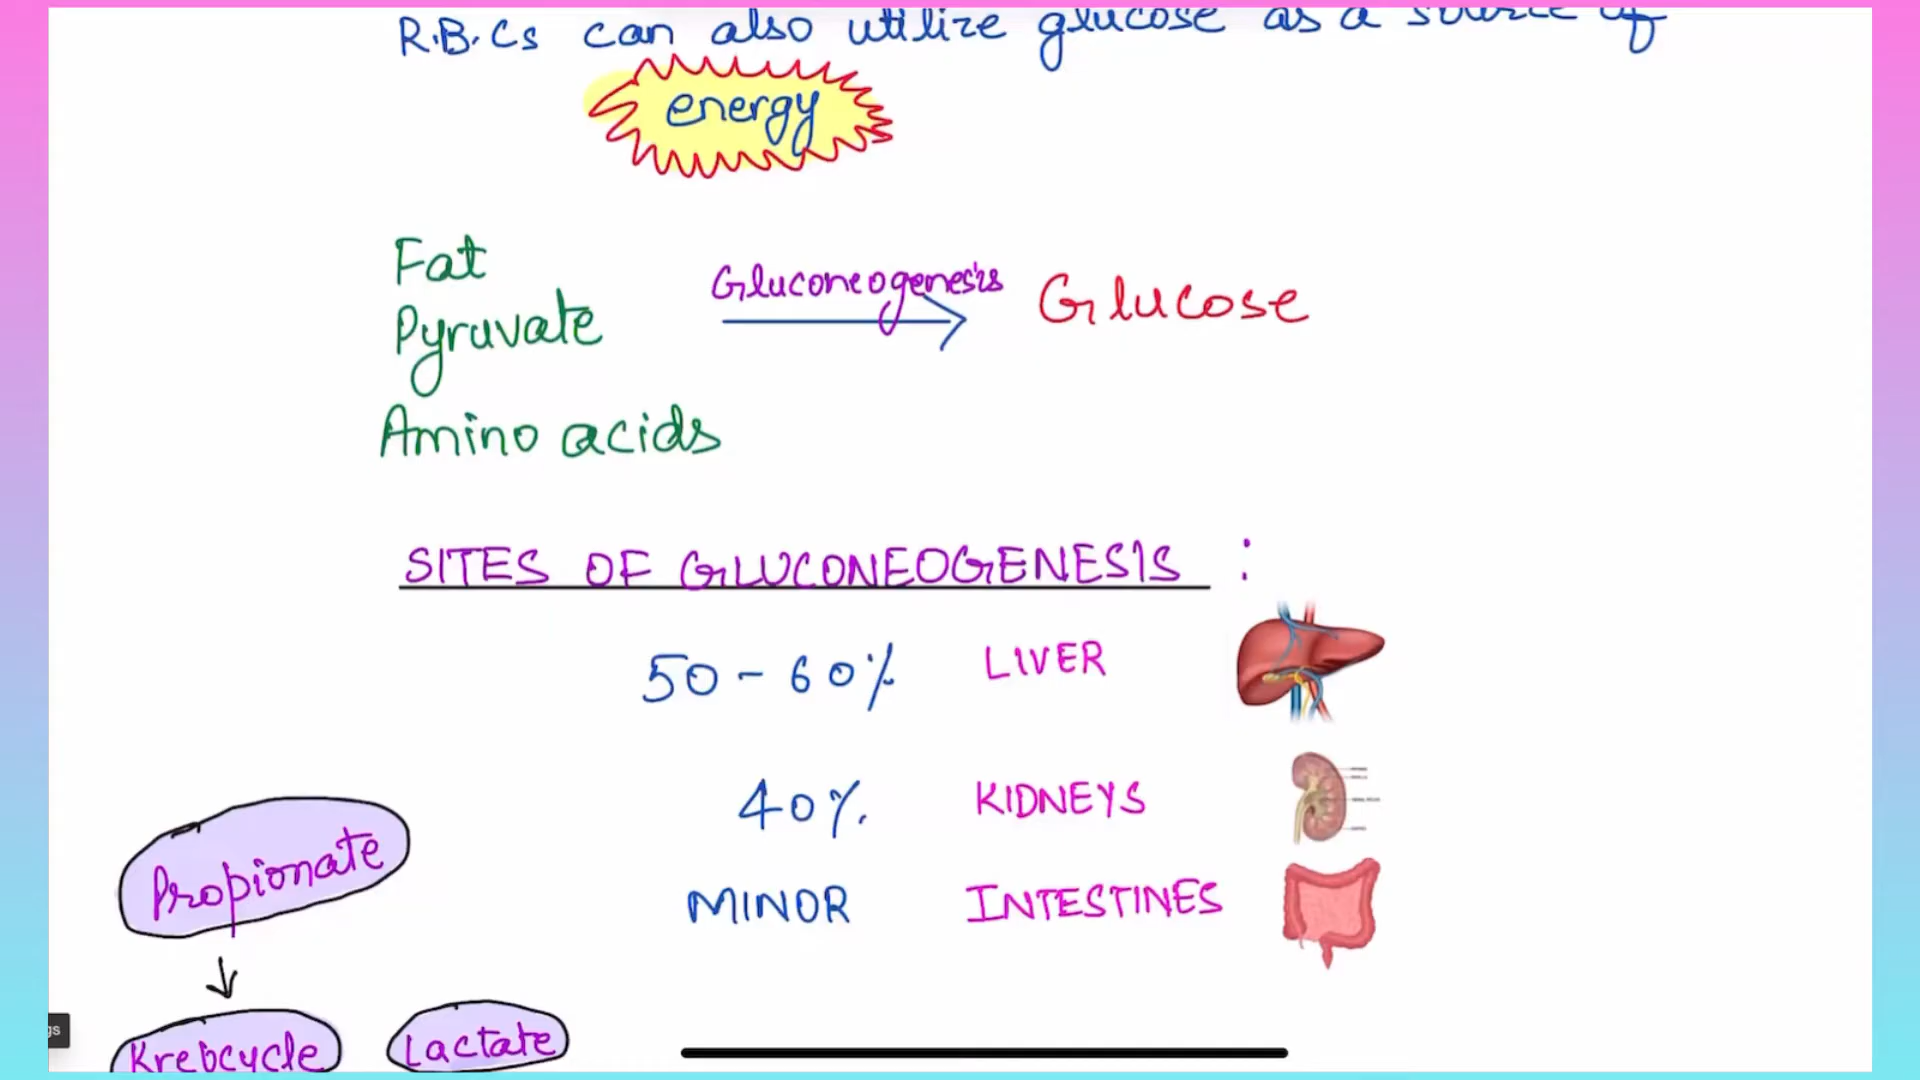 R.B.Cs can also utilize glucose as a source of
energy
Fat
Pyruvate
Amino acids
Gluconeogenesis
Glucose
SITES OF GLUCONEOGENESIS :
50 - 60% LIVER
40%. KIDNEYS
MINOR INTESTINES
Propionate
Krebcycle
Lactate
gs